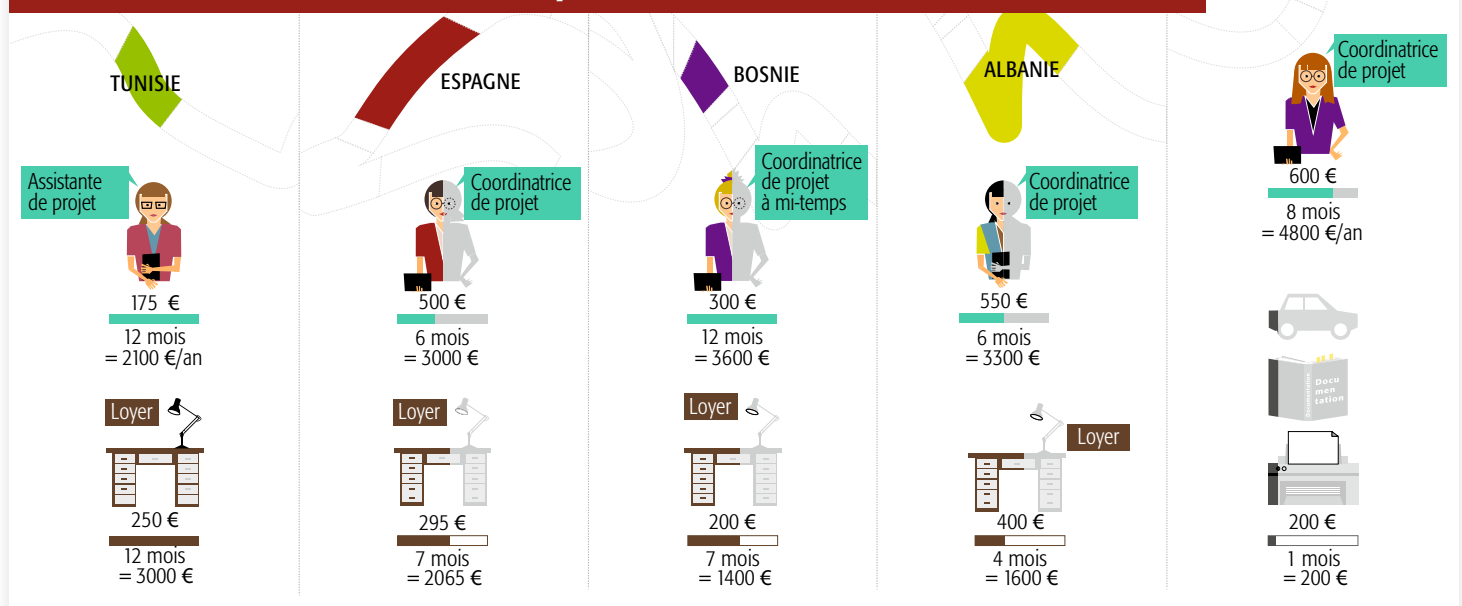 TUNISIE
Assistante
de projet
175 €
12 mois
= 2100 €/an
Loyer
250 €
12 mois
= 3000 €
ESPAGNE
Coordinatrice
de projet
500 €
6 mois
= 3000 €
Loyer
295 €
7 mois
= 2065 €
BOSNIE
Coordinatrice
de projet
à mi-temps
300 €
12 mois
= 3600 €
Loyer
200 €
7 mois
= 1400 €
ALBANIE
Coordinatrice
de projet
550 €
6 mois
= 3300 €
Loyer
400 €
4 mois
= 1600 €
Coordinatrice
de projet
600 €
8 mois
= 4800 €/an
Documentation
Docu
men
tation
200 €
1 mois
= 200 €